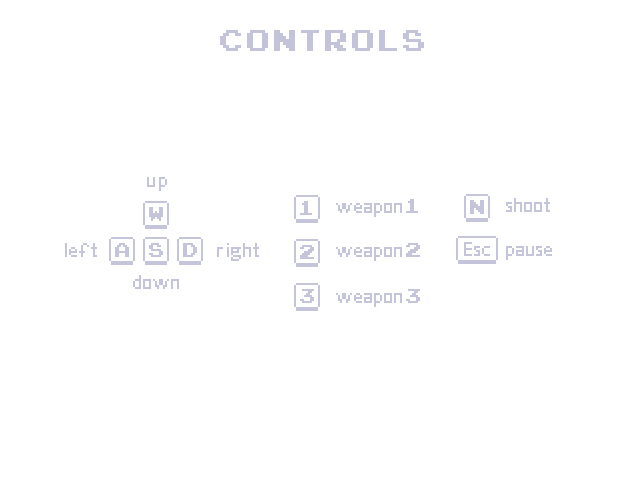 CONTROLS
up
W
left A S D right
down
1 weapon1
2 weapon2
3 weapon3
N shoot
Esc pause